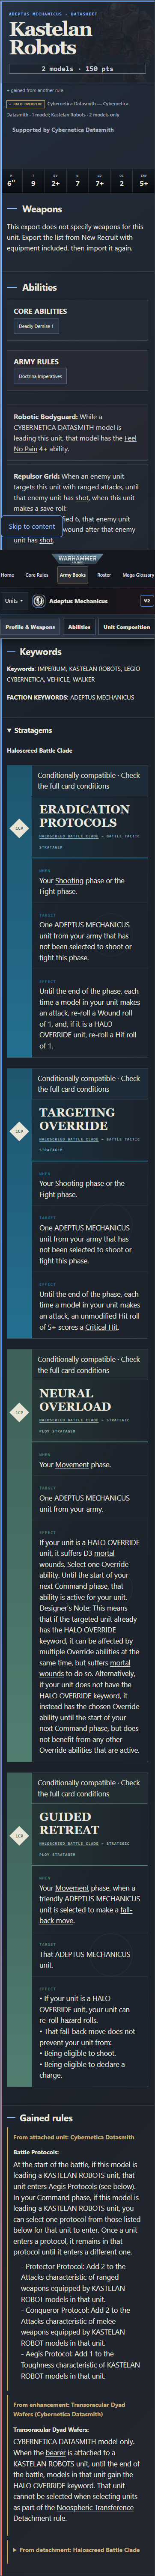 ADEPTUS MECHANICUS · DATASHEET
Kastelan
Robots
2 models · 150 pts
+ gained from another rule
+ HALO OVERRIDE Cybernetica Datasmith — Cybernetica
Datasmith · 1 model; Kastelan Robots · 2 models only
Supported by Cybernetica Datasmith
M T SV W LD OC INV
6" 9 2+ 7 7+ 2 5+
Weapons
This export does not specify weapons for this
unit. Export the list from New Recruit with
equipment included, then import it again.
Abilities
CORE ABILITIES
Deadly Demise 1
ARMY RULES
Doctrina Imperatives
Robotic Bodyguard: While a
CYBERNETICA DATASMITH model is
leading this unit, that model has the Feel
No Pain 4+ ability.
Repulsor Grid: When an enemy unit
targets this unit with ranged attacks, until
that enemy unit has shot, when this unit
makes a save roll:
fied 6, that enemy unit
Skip to content
wound after that enemy
unit has shot.
WARHAMMER
40,000
Home Core Rules Army Books Roster Mega Glossary
Units Adeptus Mechanicus V2
Profile & Weapons Abilities Unit Composition
Keywords
Keywords: IMPERIUM, KASTELAN ROBOTS, LEGIO
CYBERNETICA, VEHICLE, WALKER
FACTION KEYWORDS: ADEPTUS MECHANICUS
▼ Stratagems
Haloscreed Battle Clade
Conditionally compatible · Check
the full card conditions
1CP
ERADICATION
PROTOCOLS
HALOSCREED BATTLE CLADE – BATTLE TACTIC
STRATAGEM
WHEN
Your Shooting phase or the
Fight phase.
TARGET
One ADEPTUS MECHANICUS
unit from your army that has
not been selected to shoot or
fight this phase.
EFFECT
Until the end of the phase, each
time a model in your unit makes
an attack, re-roll a Wound roll
of 1, and, if it is a HALO
OVERRIDE unit, re-roll a Hit roll
of 1.
Conditionally compatible · Check
the full card conditions
1CP
TARGETING
OVERRIDE
HALOSCREED BATTLE CLADE – BATTLE TACTIC
STRATAGEM
WHEN
Your Shooting phase or the
Fight phase.
TARGET
One ADEPTUS MECHANICUS
unit from your army that has
not been selected to shoot or
fight this phase.
EFFECT
Until the end of the phase, each
time a model in your unit makes
an attack, an unmodified Hit roll
of 5+ scores a Critical Hit.
Conditionally compatible · Check
the full card conditions
1CP
NEURAL
OVERLOAD
HALOSCREED BATTLE CLADE – STRATEGIC
PLOY STRATAGEM
WHEN
Your Movement phase.
TARGET
One ADEPTUS MECHANICUS
unit from your army.
EFFECT
If your unit is a HALO OVERRIDE
unit, it suffers D3 mortal
wounds. Select one Override
ability. Until the start of your
next Command phase, that
ability is active for your unit.
Designer's Note: This means
that if the targeted unit already
has the HALO OVERRIDE
keyword, it can be affected by
multiple Override abilities at the
same time, but suffers mortal
wounds to do so. Alternatively,
if your unit does not have the
HALO OVERRIDE keyword, it
instead has the chosen Override
ability until the start of your
next Command phase, but does
not benefit from any other
Override abilities that are active.
Conditionally compatible · Check
the full card conditions
1CP
GUIDED
RETREAT
HALOSCREED BATTLE CLADE – STRATEGIC
PLOY STRATAGEM
WHEN
Your Movement phase, when a
friendly ADEPTUS MECHANICUS
unit is selected to make a fall-
back move.
TARGET
That ADEPTUS MECHANICUS
unit.
EFFECT
• If your unit is a HALO
OVERRIDE unit, your unit can
re-roll hazard rolls.
• That fall-back move does not
prevent your unit from:
• Being eligible to shoot.
• Being eligible to declare a
charge.
Gained rules
From attached unit: Cybernetica Datasmith
Battle Protocols:
At the start of the battle, if this model is
leading a KASTELAN ROBOTS unit, that
unit enters Aegis Protocols (see below).
In your Command phase, if this model is
leading a KASTELAN ROBOTS unit, you
can select one protocol from those listed
below for that unit to enter. Once a unit
enters a protocol, it remains in that
protocol until it enters a different one.
- Protector Protocol: Add 2 to the
Attacks characteristic of ranged
weapons equipped by KASTELAN
ROBOT models in that unit.
- Conqueror Protocol: Add 2 to the
Attacks characteristic of melee
weapons equipped by KASTELAN
ROBOT models in that unit.
- Aegis Protocol: Add 1 to the
Toughness characteristic of KASTELAN
ROBOT models in that unit.
From enhancement: Transoracular Dyad
Wafers (Cybernetica Datasmith)
Transoracular Dyad Wafers:
CYBERNETICA DATASMITH model only.
When the bearer is attached to a
KASTELAN ROBOTS unit, until the end of
the battle, models in that unit gain the
HALO OVERRIDE keyword. That unit
cannot be selected when selecting units
as part of the Noospheric Transference
Detachment rule.
► From detachment: Haloscreed Battle Clade